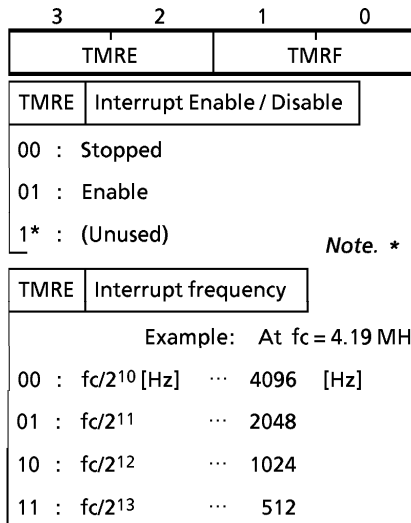 3 2 1 0
TMRE TMRF
TMRE Interrupt Enable / Disable
00 : Stopped
01 : Enable
1* : (Unused)
Note. *
TMRE Interrupt frequency
Example: At fc = 4.19 MH
00 : fc/2¹⁰ [Hz] ··· 4096 [Hz]
01 : fc/2¹¹ ··· 2048
10 : fc/2¹² ··· 1024
11 : fc/2¹³ ··· 512